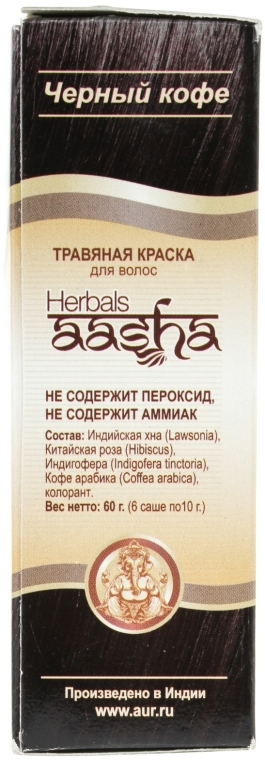 Черный кофе
ТРАВЯНАЯ КРАСКА
для волос
Herbals
aasha
НЕ СОДЕРЖИТ ПЕРОКСИД,
НЕ СОДЕРЖИТ АММИАК
Состав: Индийская хна (Lawsonia),
Китайская роза (Hibiscus),
Индигофера (Indigofera tinctoria),
Кофе арабика (Coffea arabica),
колорант.
Вес нетто: 60 г. (6 саше по10 г.)
Произведено в Индии
www.aur.ru